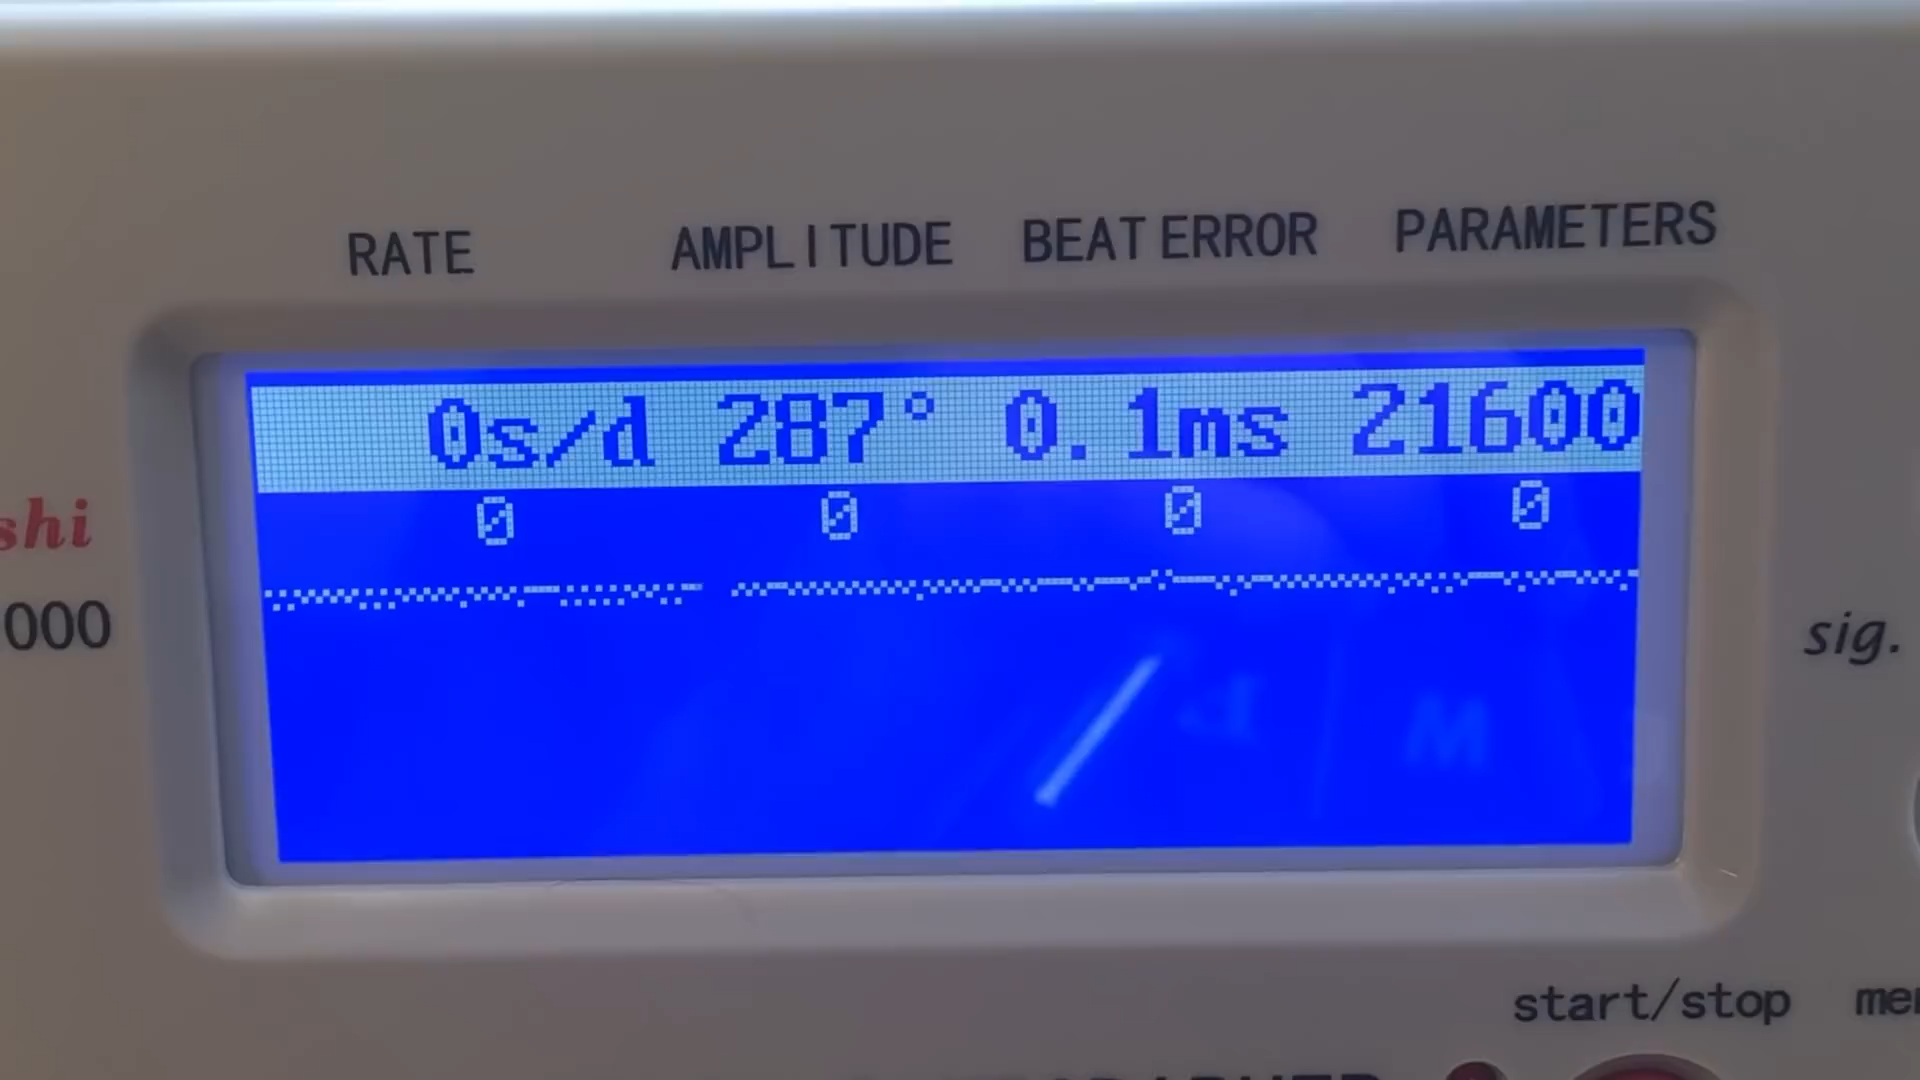 RATE AMPLITUDE BEAT ERROR PARAMETERS
0s/d 287° 0.1ms 21600
0 0 0 0
shi
000
sig.
start/stop